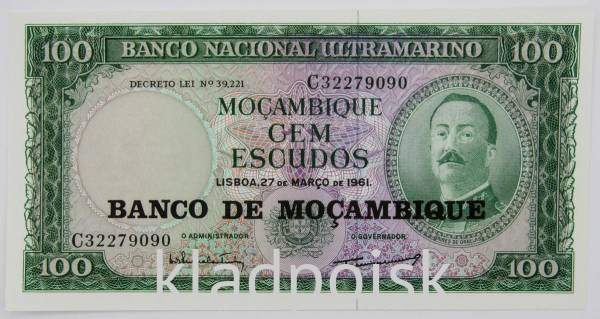 100 BANCO NACIONAL ULTRAMARINO 100
DECRETO LEI Nº 39,221 C32279090
MOÇAMBIQUE
CEM
ESCUDOS
LISBOA, 27 DE MARÇO DE 1961.
BANCO DE MOÇAMBIQUE
C32279090 O ADMINISTRADOR O GOVERNADOR
100 100
kladpoisk